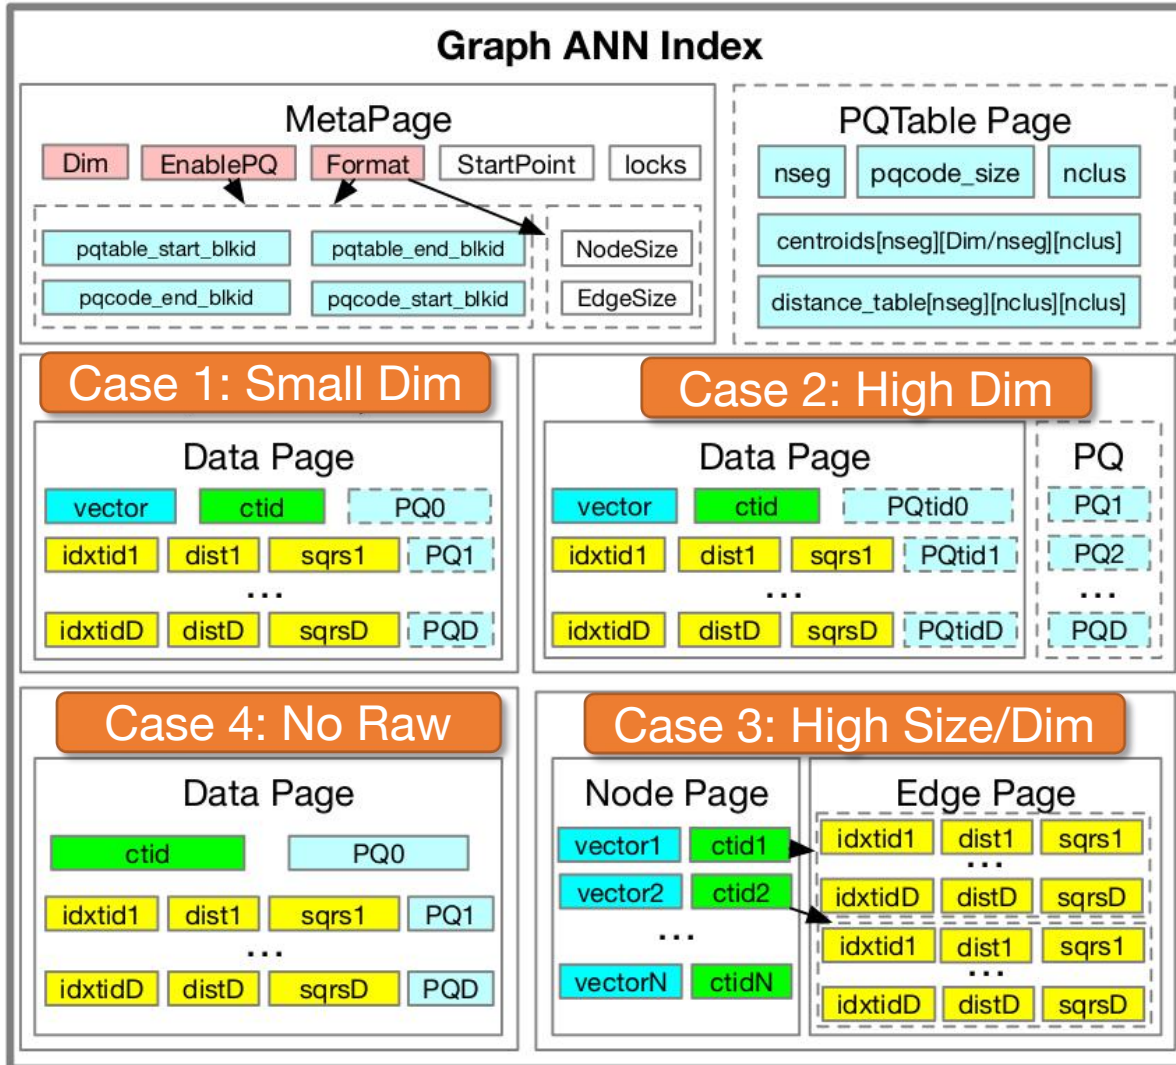 Graph ANN Index
MetaPage
Dim EnablePQ Format StartPoint locks
pqtable_start_blkid pqtable_end_blkid NodeSize
pqcode_end_blkid pqcode_start_blkid EdgeSize
PQTable Page
nseg pqcode_size nclus
centroids[nseg][Dim/nseg][nclus]
distance_table[nseg][nclus][nclus]
Case 1: Small Dim
Data Page
vector ctid PQ0
idxtid1 dist1 sqrs1 PQ1
...
idxtidD distD sqrsD PQD
Case 2: High Dim
Data Page
vector ctid PQtid0
idxtid1 dist1 sqrs1 PQtid1
...
idxtidD distD sqrsD PQtidD
PQ
PQ1
PQ2
...
PQD
Case 4: No Raw
Data Page
ctid PQ0
idxtid1 dist1 sqrs1 PQ1
...
idxtidD distD sqrsD PQD
Case 3: High Size/Dim
Node Page
vector1 ctid1
vector2 ctid2
...
vectorN ctidN
Edge Page
idxtid1 dist1 sqrs1
...
idxtidD distD sqrsD
idxtid1 dist1 sqrs1
...
idxtidD distD sqrsD